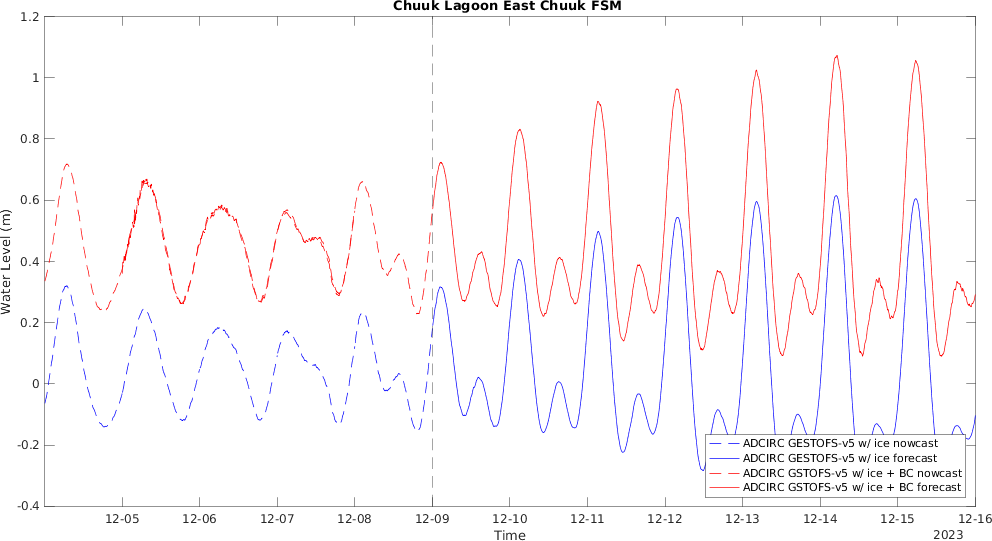 Chuuk Lagoon East Chuuk FSM
1.2
1
0.8
0.6
0.4
0.2
0
-0.2
-0.4
Water Level (m)
ADCIRC GESTOFS-v5 w/ ice nowcast
ADCIRC GESTOFS-v5 w/ ice forecast
ADCIRC GSTOFS-v5 w/ ice + BC nowcast
ADCIRC GSTOFS-v5 w/ ice + BC forecast
12-05 12-06 12-07 12-08 12-09 12-10 12-11 12-12 12-13 12-14 12-15 12-16
Time
2023